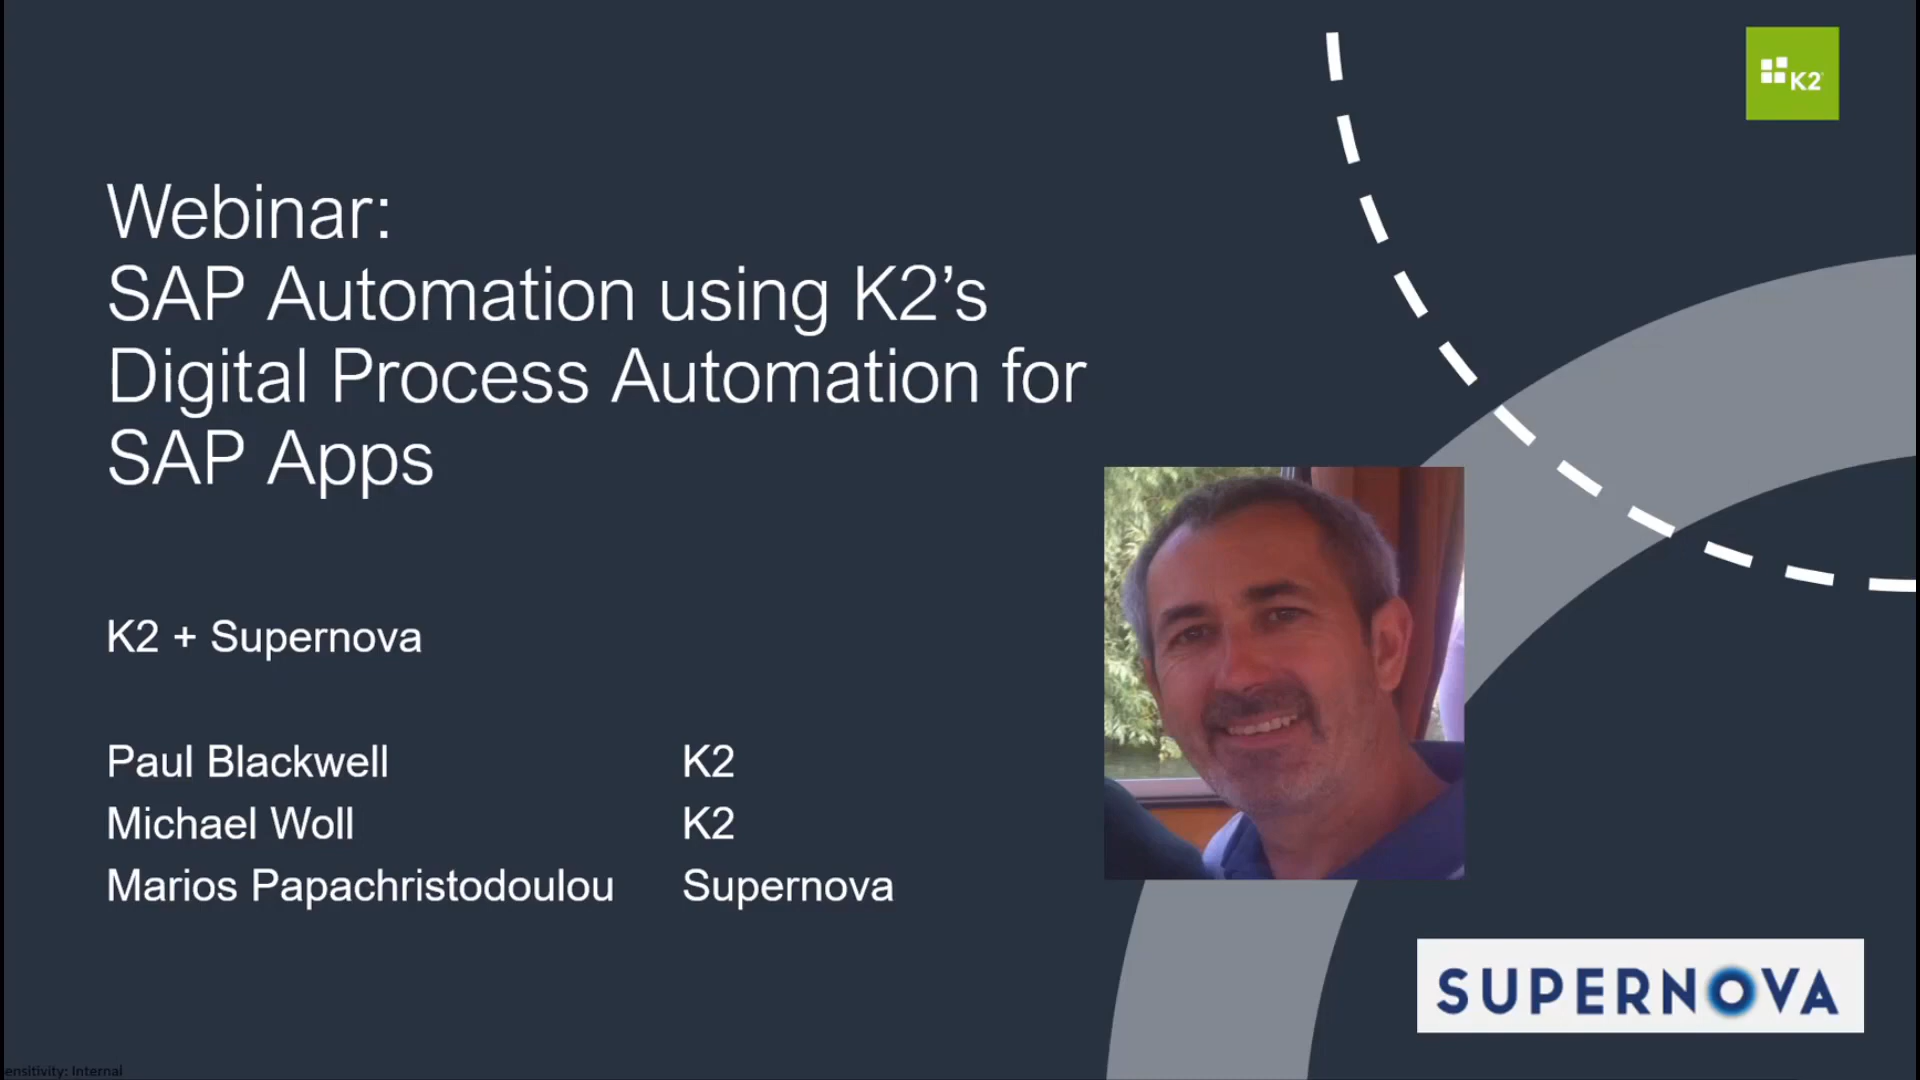 K2
Webinar:
SAP Automation using K2’s
Digital Process Automation for
SAP Apps
K2 + Supernova
Paul Blackwell K2
Michael Woll K2
Marios Papachristodoulou Supernova
SUPERNOVA
ensitivity: Internal